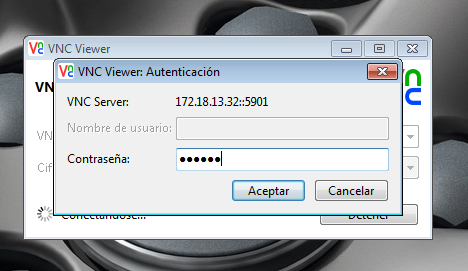 VNC Viewer
VNC Viewer: Autenticación
VNC Server: 172.18.13.32::5901
Nombre de usuario:
Contraseña: ●●●●●●
Aceptar Cancelar
VN
Cif
Conectándose...
Detener